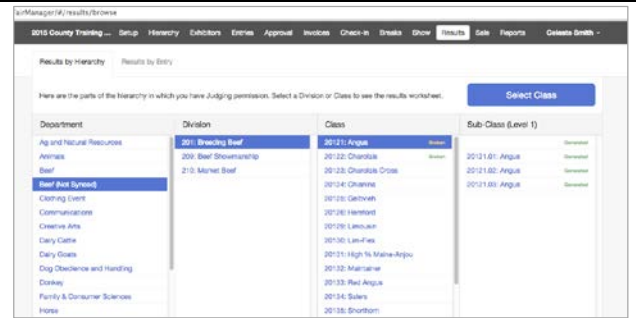 airManager/#/results/browse
2015 County Training ... Setup Hierarchy Exhibitors Entries Approval Invoices Check-in Breaks Show Results Sale Reports Celeste Smith
Results by Hierarchy Results by Entry
Here are the parts of the hierarchy in which you have Judging permission. Select a Division or Class to see the results worksheet.
Select Class
Department Division Class Sub-Class (Level 1)
Ag and Natural Resources 201: Breeding Beef 20121: Angus Broken Generated
Animals 209: Beef Showmanship 20122: Charolais Broken 20121.01: Angus Generated
Beef 210: Market Beef 20123: Charolais Cross 20121.02: Angus Generated
Beef (Not Synced) 20124: Chianina 20121.03: Angus Generated
Clothing Event 20125: Gelbvieh
Communications 20126: Hereford
Creative Arts 20129: Limousin
Dairy Cattle 20130: Lim-Flex
Dairy Goats 20131: High % Maine-Anjou
Dog Obedience and Handling 20132: Maintainer
Donkey 20133: Red Angus
Family & Consumer Sciences 20134: Salers
Horse 20135: Shorthorn